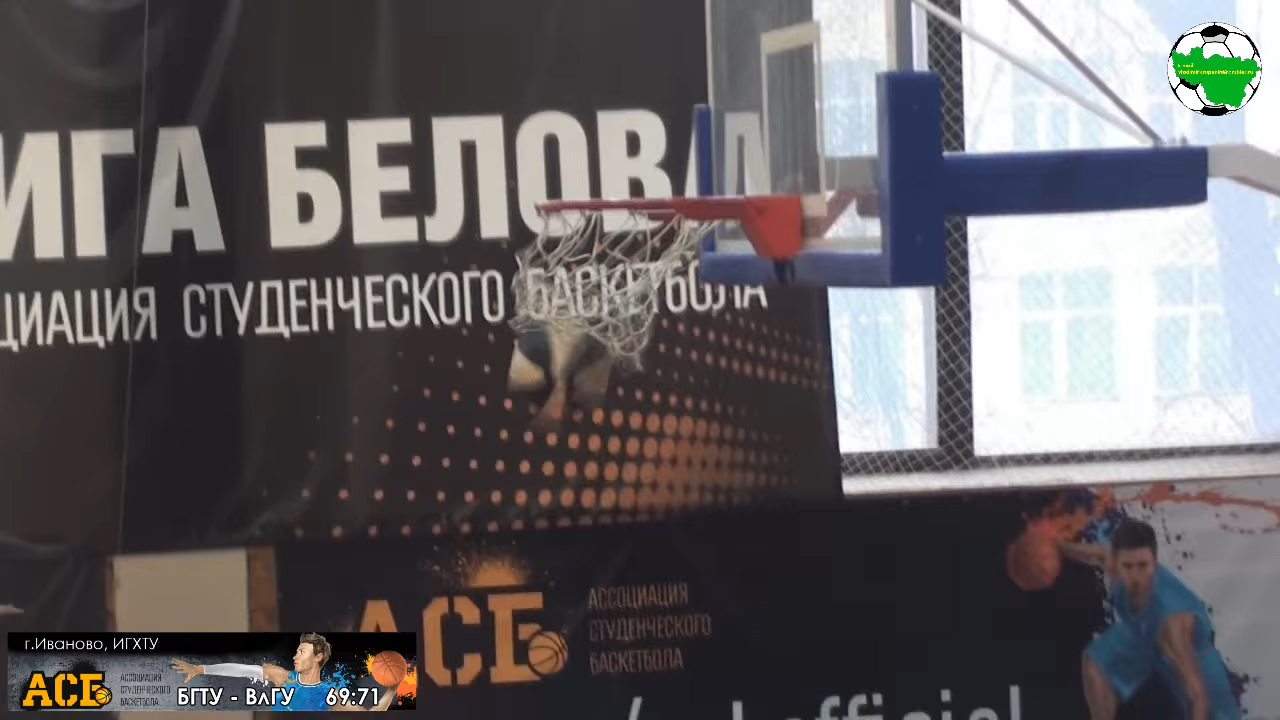 ИГА БЕЛОВА
ЦИАЦИЯ СТУДЕНЧЕСКОГО БАСКЕТБОЛА
АСБ
АССОЦИАЦИЯ
СТУДЕНЧЕСКОГО
БАСКЕТБОЛА
г.Иваново, ИГХТУ
АСБ
АССОЦИАЦИЯ
СТУДЕНЧЕСКОГО
БАСКЕТБОЛА
БГТУ - ВлГУ 69:71